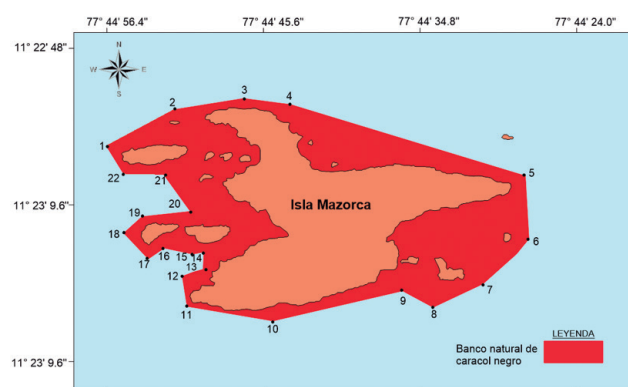 77° 44' 56.4" 77° 44' 45.6" 77° 44' 34.8" 77° 44' 24.0"
11° 22' 48"
N
W E
S
3
2 4
1
22 21 5
11° 23' 9.6" 20 Isla Mazorca
19
18 6
16 15 14
17 13
12 7
9
11 8
10
LEYENDA
Banco natural de
caracol negro
11° 23' 9.6"